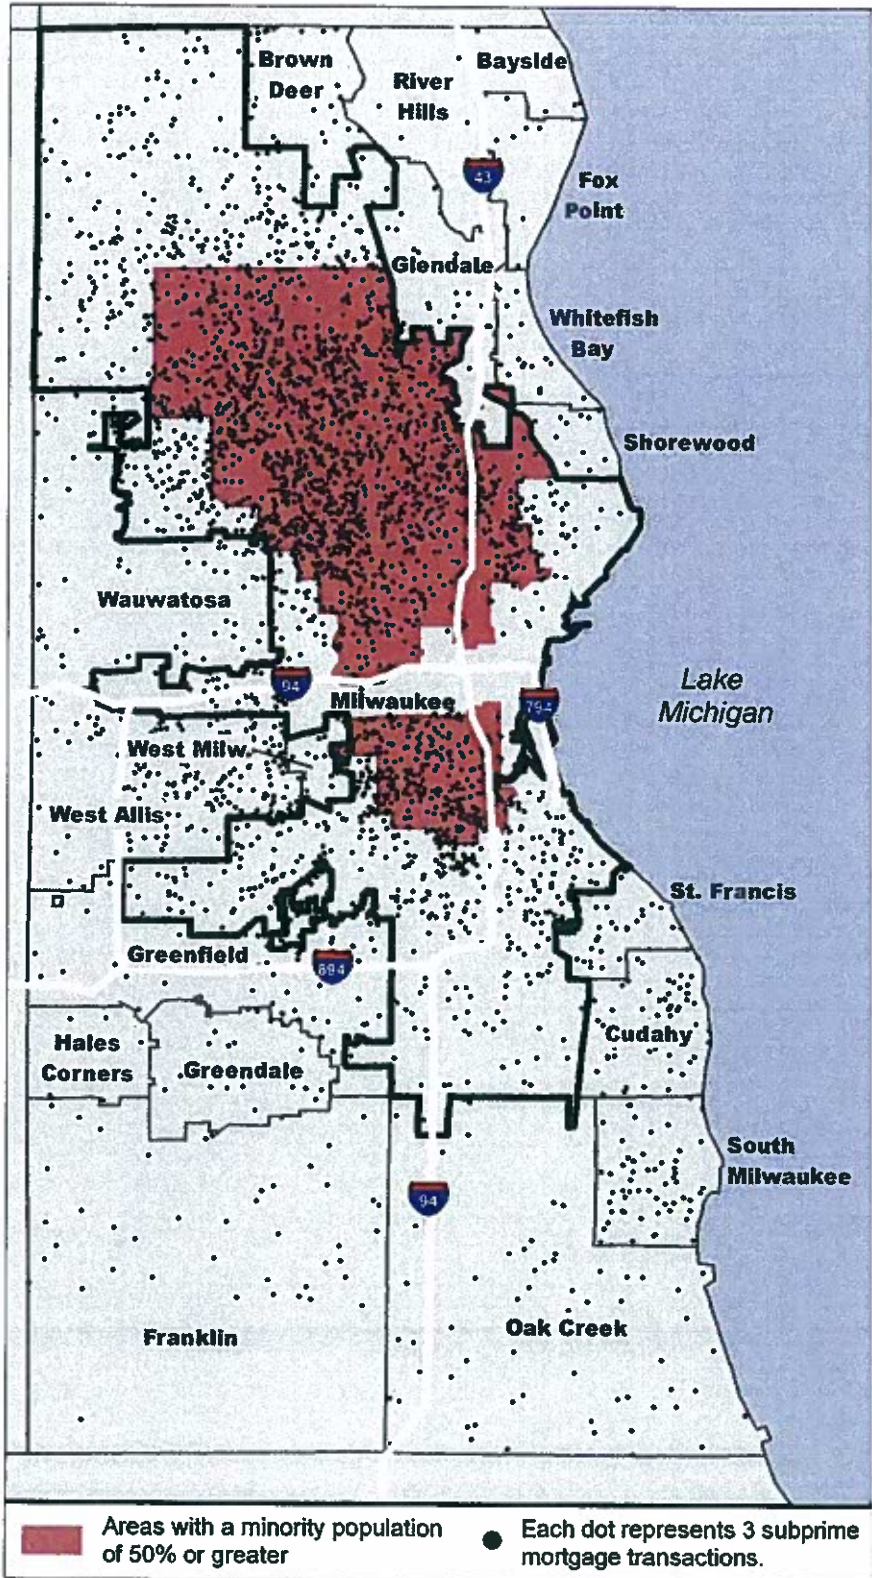 Brown
Deer
River
Hills
Bayside
43
Fox
Point
Glendale
Whitefish
Bay
Shorewood
Wauwatosa
94
Milwaukee
794
Lake
Michigan
West Milw.
West Allis
St. Francis
Greenfield
894
Hales
Corners
Greendale
Cudahy
South
Milwaukee
94
Franklin
Oak Creek
Areas with a minority population
of 50% or greater
Each dot represents 3 subprime
mortgage transactions.